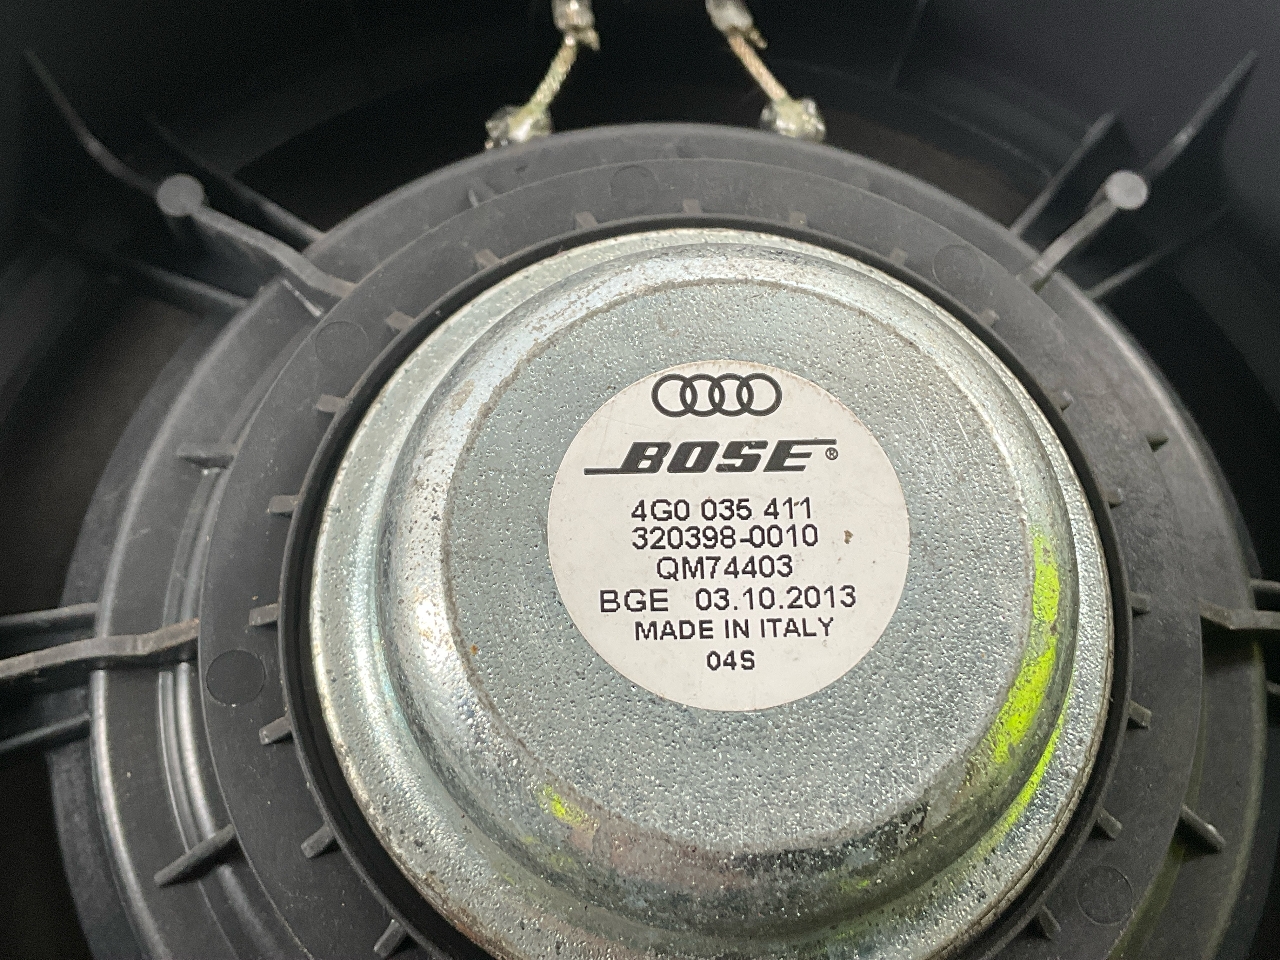 BOSE®
4G0 035 411
320398-0010
QM74403
BGE 03.10.2013
MADE IN ITALY
04S